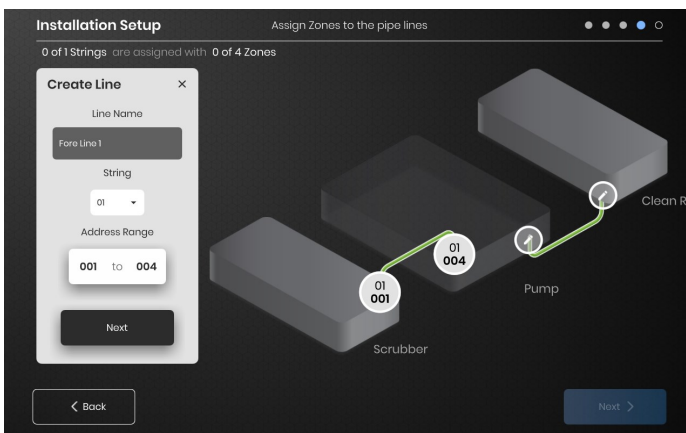 Installation Setup
Assign Zones to the pipe lines
0 of 1 Strings are assigned with 0 of 4 Zones
Create Line
Line Name
Fore Line 1
String
01
Address Range
001 to 004
Next
01
004
01
001
Scrubber
Pump
Clean R
Back
Next